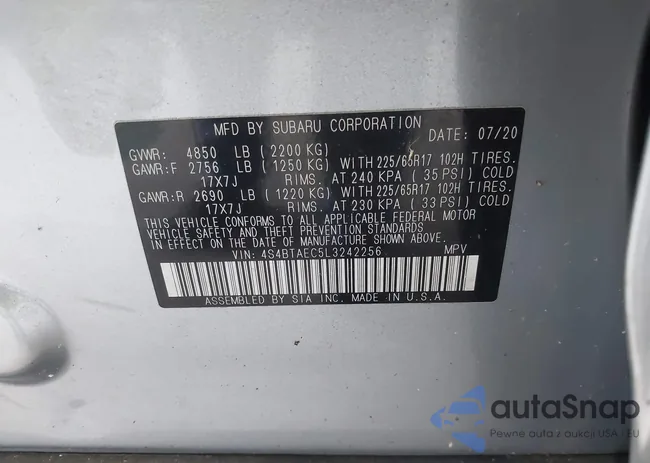 MFD BY SUBARU CORPORATION DATE: 07/20
GVWR: 4850 LB (2200 KG)
GAWR:F 2756 LB (1250 KG) WITH 225/65R17 102H TIRES.
17X7J RIMS. AT 240 KPA (35 PSI) COLD
GAWR:R 2690 LB (1220 KG) WITH 225/65R17 102H TIRES.
17X7J RIMS. AT 230 KPA (33 PSI) COLD
THIS VEHICLE CONFORMS TO ALL APPLICABLE FEDERAL MOTOR
VEHICLE SAFETY AND THEFT PREVENTION STANDARDS
IN EFFECT ON THE DATE OF MANUFACTURE SHOWN ABOVE.
VIN: 4S4BTAEC5L3242256 MPV
ASSEMBLED BY SIA INC. MADE IN U.S.A.
autaSnap
Pewne auta z aukcji USA i EU